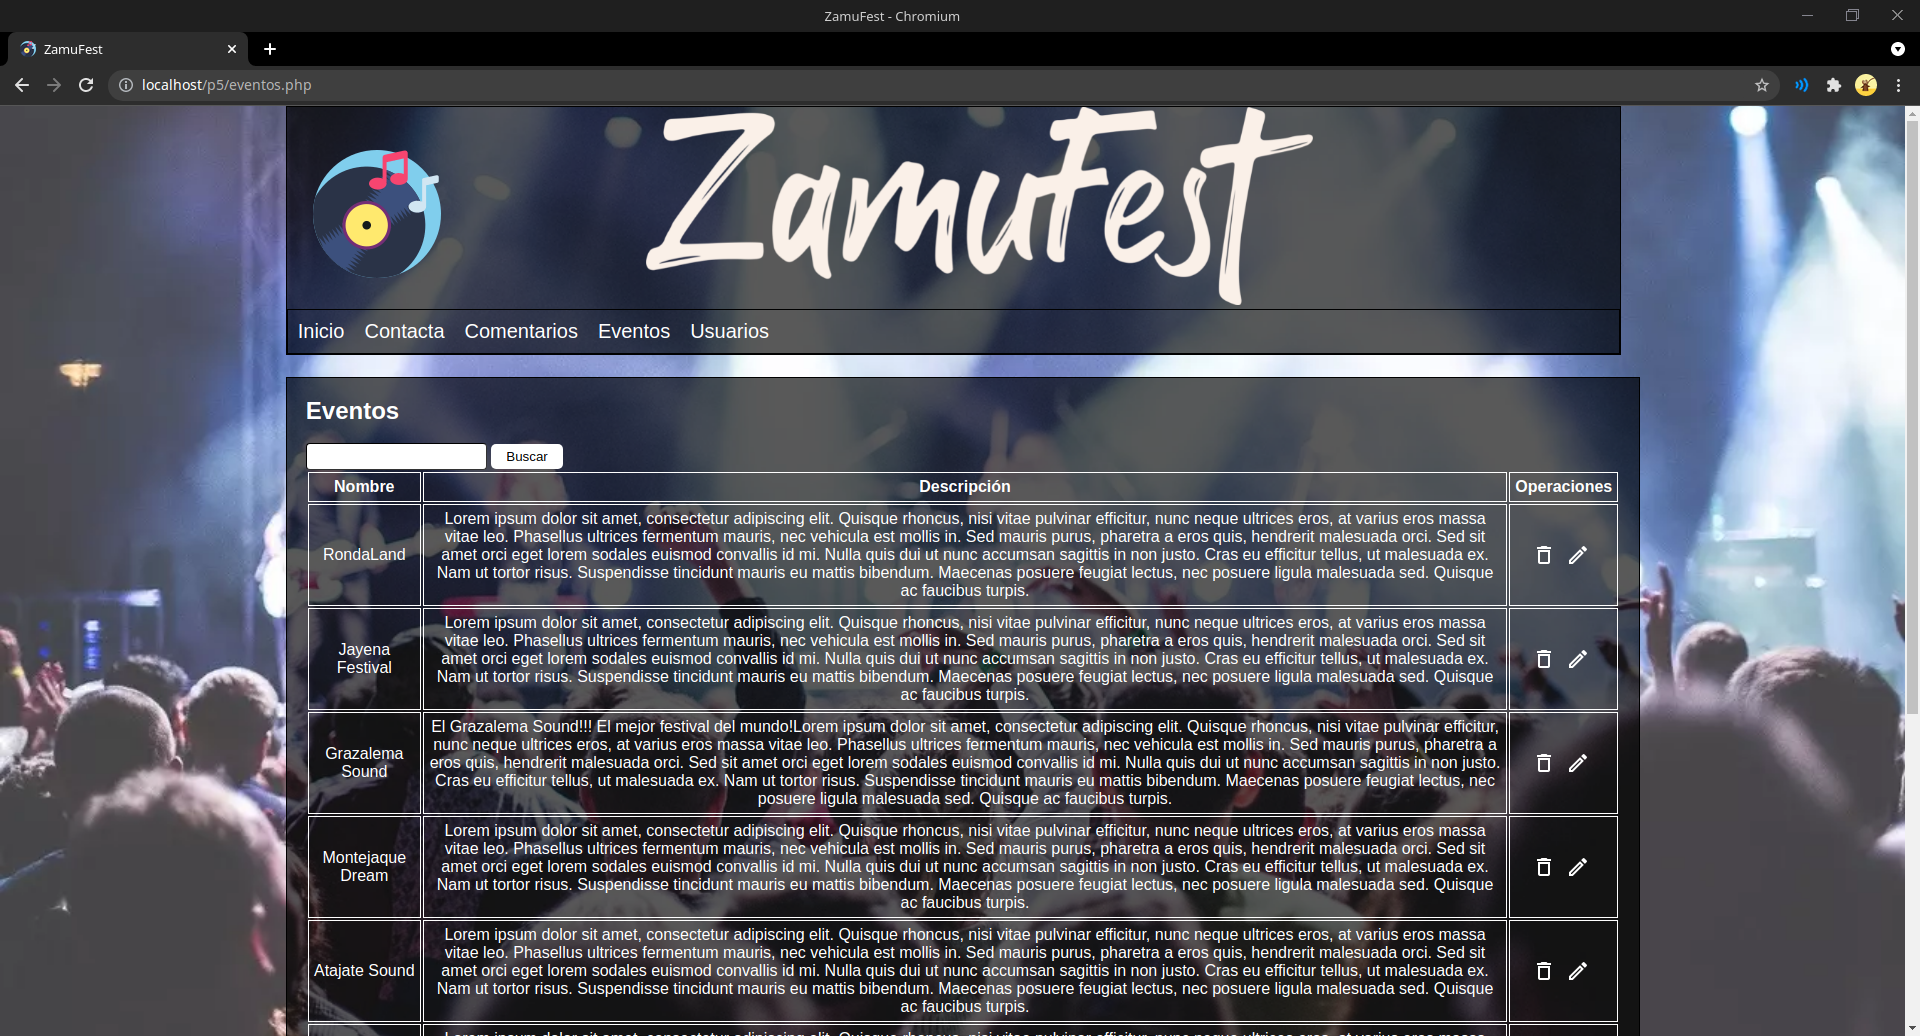 ZamuFest - Chromium
ZamuFest
localhost/p5/eventos.php
ZamuFest
Inicio Contacta Comentarios Eventos Usuarios
Eventos
Buscar
Nombre Descripción Operaciones
RondaLand
Lorem ipsum dolor sit amet, consectetur adipiscing elit. Quisque rhoncus, nisi vitae pulvinar efficitur, nunc neque ultrices eros, at varius eros massa
vitae leo. Phasellus ultrices fermentum mauris, nec vehicula est mollis in. Sed mauris purus, pharetra a eros quis, hendrerit malesuada orci. Sed sit
amet orci eget lorem sodales euismod convallis id mi. Nulla quis dui ut nunc accumsan sagittis in non justo. Cras eu efficitur tellus, ut malesuada ex.
Nam ut tortor risus. Suspendisse tincidunt mauris eu mattis bibendum. Maecenas posuere feugiat lectus, nec posuere ligula malesuada sed. Quisque
ac faucibus turpis.
Jayena
Festival
Lorem ipsum dolor sit amet, consectetur adipiscing elit. Quisque rhoncus, nisi vitae pulvinar efficitur, nunc neque ultrices eros, at varius eros massa
vitae leo. Phasellus ultrices fermentum mauris, nec vehicula est mollis in. Sed mauris purus, pharetra a eros quis, hendrerit malesuada orci. Sed sit
amet orci eget lorem sodales euismod convallis id mi. Nulla quis dui ut nunc accumsan sagittis in non justo. Cras eu efficitur tellus, ut malesuada ex.
Nam ut tortor risus. Suspendisse tincidunt mauris eu mattis bibendum. Maecenas posuere feugiat lectus, nec posuere ligula malesuada sed. Quisque
ac faucibus turpis.
Grazalema
Sound
El Grazalema Sound!!! El mejor festival del mundo!Lorem ipsum dolor sit amet, consectetur adipiscing elit. Quisque rhoncus, nisi vitae pulvinar efficitur,
nunc neque ultrices eros, at varius eros massa vitae leo. Phasellus ultrices fermentum mauris, nec vehicula est mollis in. Sed mauris purus, pharetra a
eros quis, hendrerit malesuada orci. Sed sit amet orci eget lorem sodales euismod convallis id mi. Nulla quis dui ut nunc accumsan sagittis in non justo.
Cras eu efficitur tellus, ut malesuada ex. Nam ut tortor risus. Suspendisse tincidunt mauris eu mattis bibendum. Maecenas posuere feugiat lectus, nec
posuere ligula malesuada sed. Quisque ac faucibus turpis.
Montejaque
Dream
Lorem ipsum dolor sit amet, consectetur adipiscing elit. Quisque rhoncus, nisi vitae pulvinar efficitur, nunc neque ultrices eros, at varius eros massa
vitae leo. Phasellus ultrices fermentum mauris, nec vehicula est mollis in. Sed mauris purus, pharetra a eros quis, hendrerit malesuada orci. Sed sit
amet orci eget lorem sodales euismod convallis id mi. Nulla quis dui ut nunc accumsan sagittis in non justo. Cras eu efficitur tellus, ut malesuada ex.
Nam ut tortor risus. Suspendisse tincidunt mauris eu mattis bibendum. Maecenas posuere feugiat lectus, nec posuere ligula malesuada sed. Quisque
ac faucibus turpis.
Atajate Sound
Lorem ipsum dolor sit amet, consectetur adipiscing elit. Quisque rhoncus, nisi vitae pulvinar efficitur, nunc neque ultrices eros, at varius eros massa
vitae leo. Phasellus ultrices fermentum mauris, nec vehicula est mollis in. Sed mauris purus, pharetra a eros quis, hendrerit malesuada orci. Sed sit
amet orci eget lorem sodales euismod convallis id mi. Nulla quis dui ut nunc accumsan sagittis in non justo. Cras eu efficitur tellus, ut malesuada ex.
Nam ut tortor risus. Suspendisse tincidunt mauris eu mattis bibendum. Maecenas posuere feugiat lectus, nec posuere ligula malesuada sed. Quisque
ac faucibus turpis.